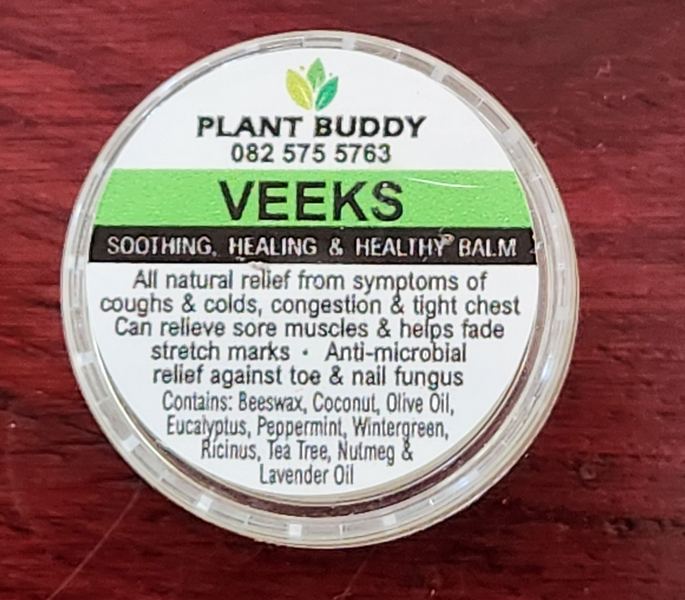 PLANT BUDDY
082 575 5763
VEEKS
SOOTHING, HEALING & HEALTHY BALM
All natural relief from symptoms of
coughs & colds, congestion & tight chest
Can relieve sore muscles & helps fade
stretch marks • Anti-microbial
relief against toe & nail fungus
Contains: Beeswax, Coconut, Olive Oil,
Eucalyptus, Peppermint, Wintergreen,
Ricinus, Tea Tree, Nutmeg &
Lavender Oil